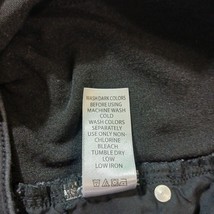 WASH DARK COLORS
BEFORE USING
MACHINE WASH
COLD
WASH COLORS
SEPARATELY
USE ONLY NON
CHLORINE
BLEACH
TUMBLE DRY
LOW
LOW IRON